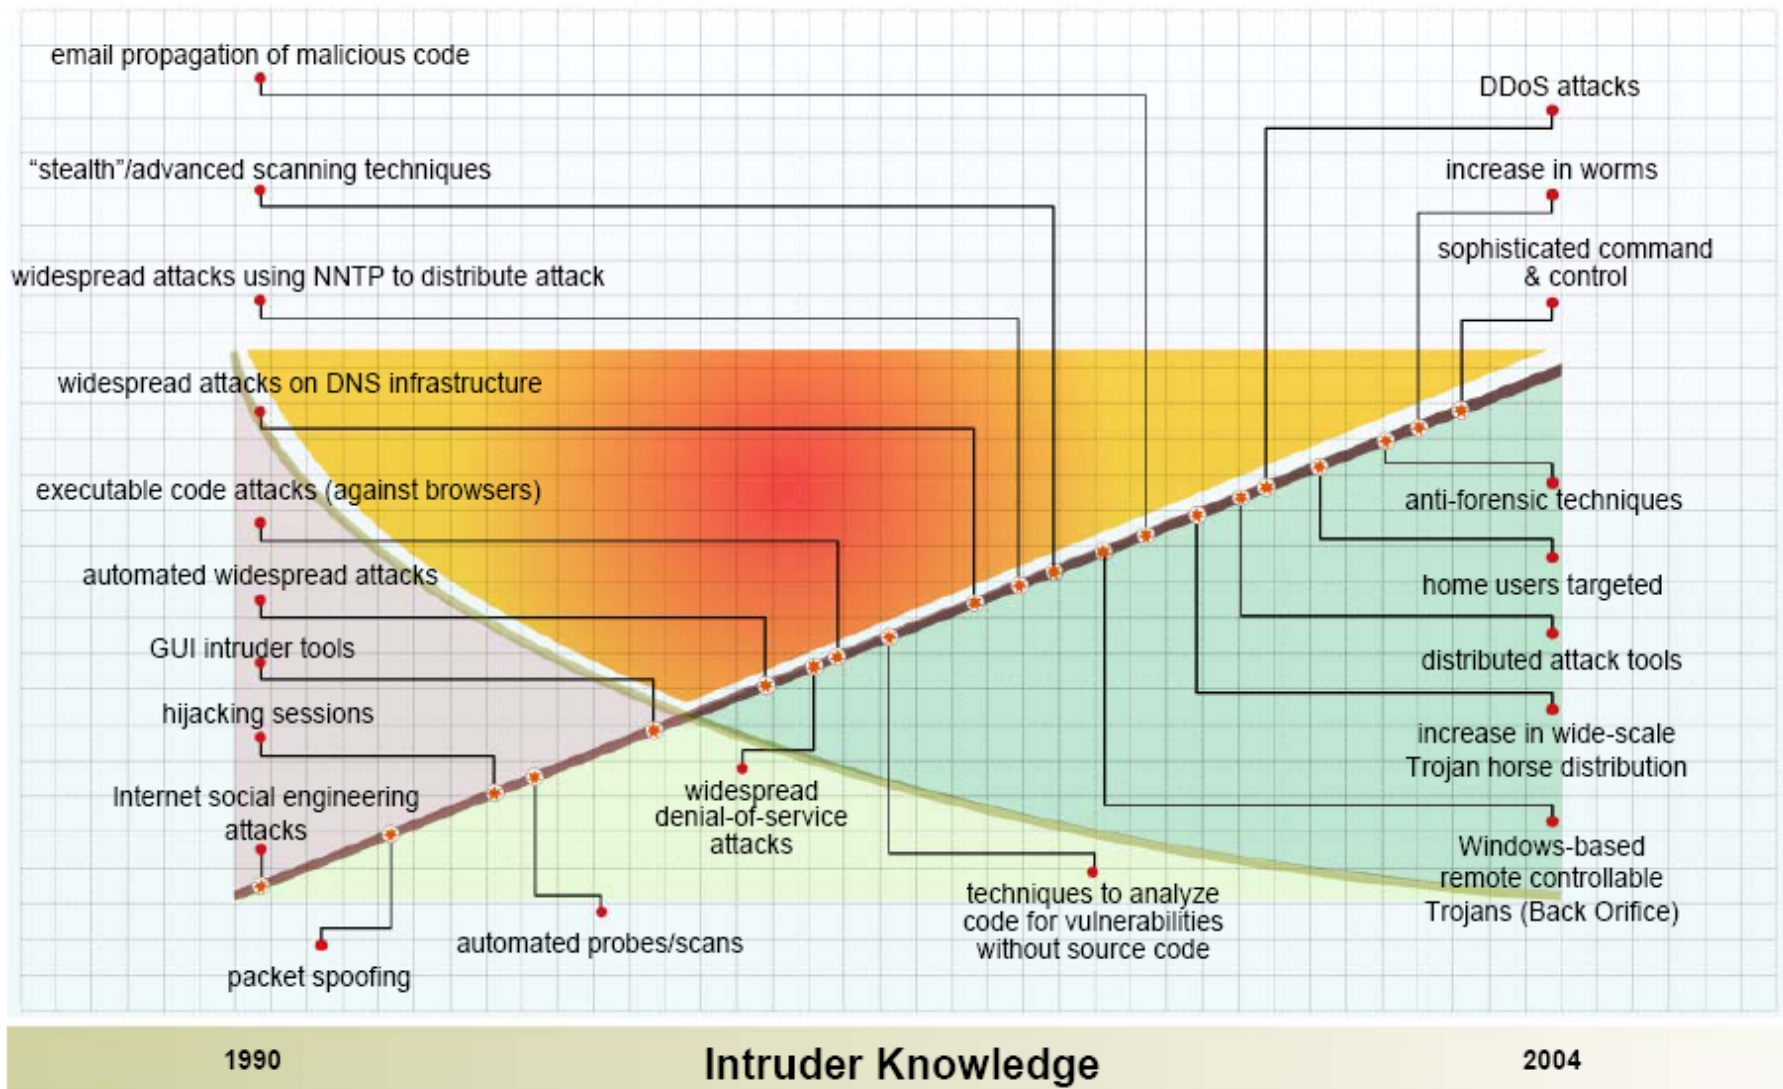 email propagation of malicious code
DDoS attacks
“stealth”/advanced scanning techniques
increase in worms
sophisticated command
& control
widespread attacks using NNTP to distribute attack
widespread attacks on DNS infrastructure
executable code attacks (against browsers)
anti-forensic techniques
automated widespread attacks
home users targeted
GUI intruder tools
distributed attack tools
hijacking sessions
increase in wide-scale
Trojan horse distribution
Internet social engineering
attacks
widespread
denial-of-service
attacks
Windows-based
remote controllable
Trojans (Back Orifice)
techniques to analyze
code for vulnerabilities
without source code
automated probes/scans
packet spoofing
1990
Intruder Knowledge
2004